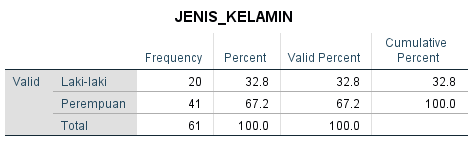 JENIS_KELAMIN
Frequency Percent Valid Percent Cumulative Percent
Valid Laki-laki 20 32.8 32.8 32.8
Perempuan 41 67.2 67.2 100.0
Total 61 100.0 100.0